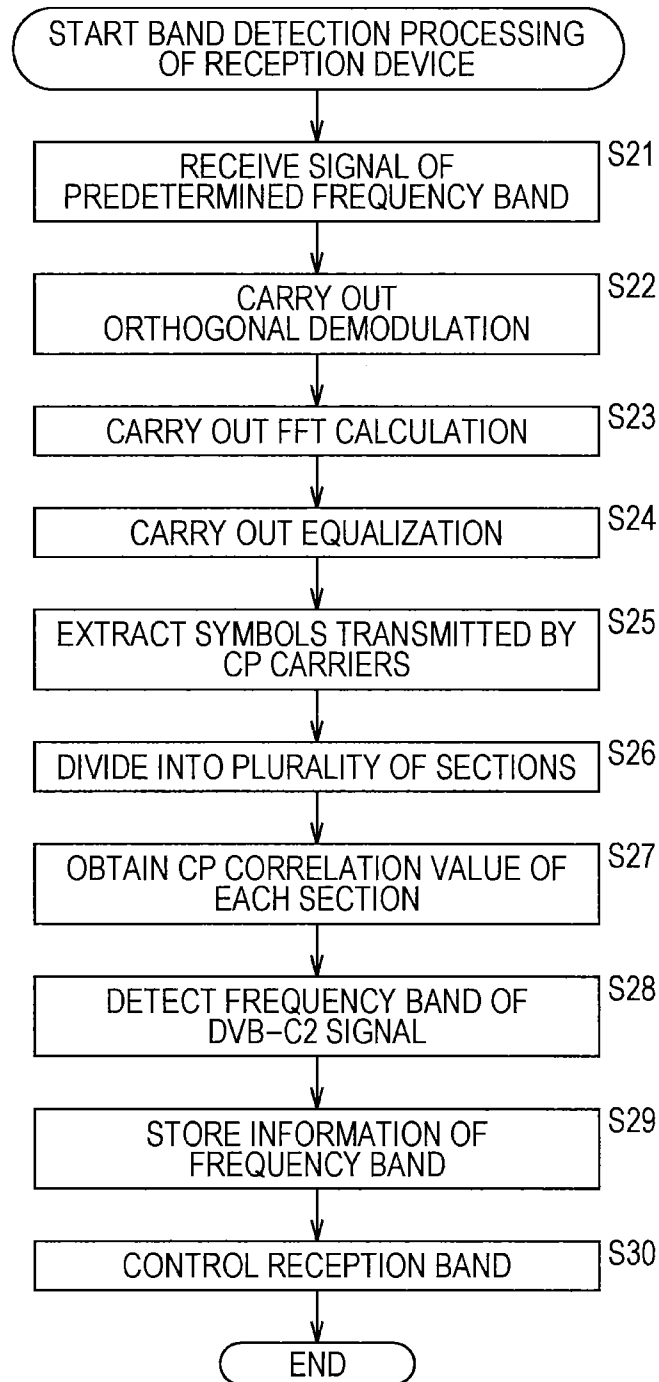 START BAND DETECTION PROCESSING
OF RECEPTION DEVICE
S21
RECEIVE SIGNAL OF
PREDETERMINED FREQUENCY BAND
S22
CARRY OUT
ORTHOGONAL DEMODULATION
S23
CARRY OUT FFT CALCULATION
S24
CARRY OUT EQUALIZATION
S25
EXTRACT SYMBOLS TRANSMITTED BY
CP CARRIERS
S26
DIVIDE INTO PLURALITY OF SECTIONS
S27
OBTAIN CP CORRELATION VALUE OF
EACH SECTION
S28
DETECT FREQUENCY BAND OF
DVB-C2 SIGNAL
S29
STORE INFORMATION OF
FREQUENCY BAND
S30
CONTROL RECEPTION BAND
END